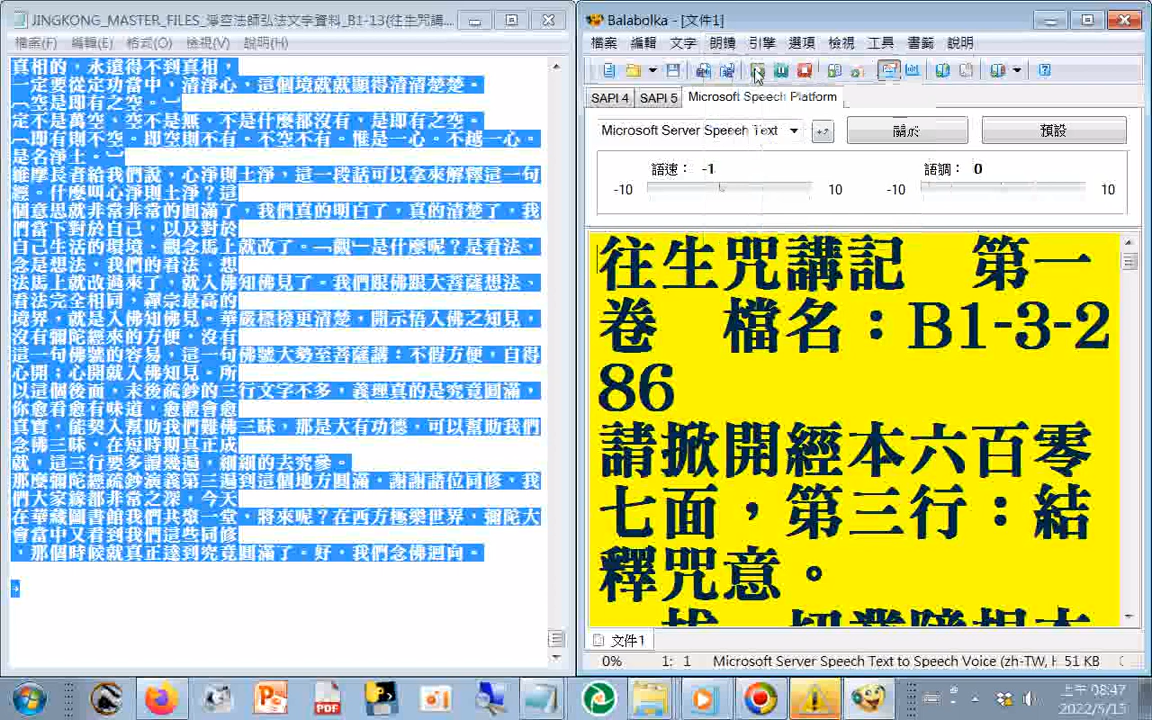 JINGKONG_MASTER_FILES_淨空法師弘法文字資料_B1-13(往生咒講...
檔案(F) 編輯(E) 格式(O) 檢視(V) 說明(H)
真相的，永遠得不到真相，
一定要從定功當中，清淨心，這個境就就顯得清清楚楚。
︹空是即有之空。︺
定不是萬空、空不是無，不是什麼都沒有，是即有之空。
︹即有則不空。即空則不有。不空不有。惟是一心。不越一心。
是名淨土。︺
維摩長者給我們說，心淨則土淨，這一段話可以拿來解釋這一句
經。什麼叫心淨則土淨？這
個意思就非常非常的圓滿了，我們真的明白了，真的清楚了，我
們當下對於自己，以及對於
自己生活的環境、觀念馬上就改了。﹁觀﹂是什麼呢？是看法，
念是想法，我們的看法、想
法馬上就改過來了，就入佛知佛見了。我們跟佛跟大菩薩想法、
看法完全相同，禪宗最高的
境界，就是入佛知佛見。華嚴標榜更清楚，開示悟入佛之知見，
沒有彌陀經來的方便，沒有
這一句佛號的容易，這一句佛號大勢至菩薩講：不假方便，自得
心開；心開就入佛知見。所
以這個後面，末後疏鈔的三行文字不多，義理真的是究竟圓滿，
你愈看愈有味道，愈體會愈
真實，能契入幫助我們難佛三昧，那是大有功德，可以幫助我們
念佛三昧，在短時期真正成
就，這三行要多讀幾遍，細細的去究參。
那麼彌陀經疏鈔演義第三遍到這個地方圓滿，謝謝諸位同修，我
們大家緣都非常之深，今天
在華藏圖書館我們共聚一堂，將來呢？在西方極樂世界，彌陀大
會當中又看到我們這些同修
，那個時候就真正達到究竟圓滿了。好，我們念佛迴向。
Balabolka - [文件1]
檔案 編輯 文字 朗讀 引擎 選項 檢視 工具 書籤 說明
SAPI 4 SAPI 5 Microsoft Speech Platform
Microsoft Server Speech Text
關於 預設
語速： -1 語調： 0
-10 10 -10 10
往生咒講記 第一
卷 檔名：B1-3-2
86
請掀開經本六百零
七面，第三行：結
釋咒意。
文件1
0% 1: 1 Microsoft Server Speech Text to Speech Voice (zh-TW, H 51 KB
上午 08:47
2022/5/13